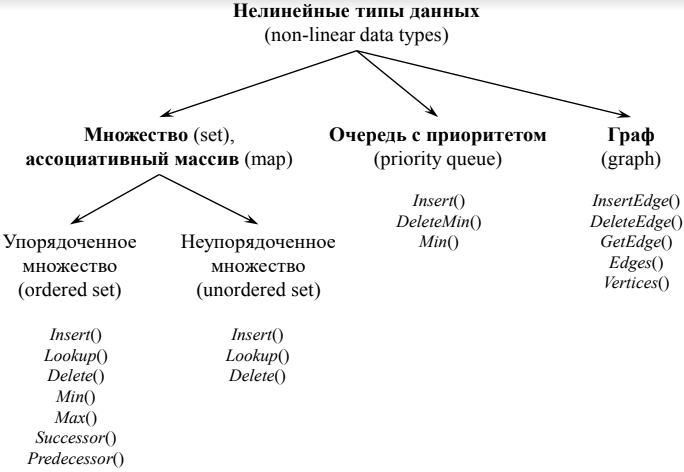 Нелинейные типы данных
(non-linear data types)
Множество (set),
ассоциативный массив (map)
Очередь с приоритетом
(priority queue)
Insert()
DeleteMin()
Min()
Граф
(graph)
InsertEdge()
DeleteEdge()
GetEdge()
Edges()
Vertices()
Упорядоченное
множество
(ordered set)
Insert()
Lookup()
Delete()
Min()
Max()
Successor()
Predecessor()
Неупорядоченное
множество
(unordered set)
Insert()
Lookup()
Delete()